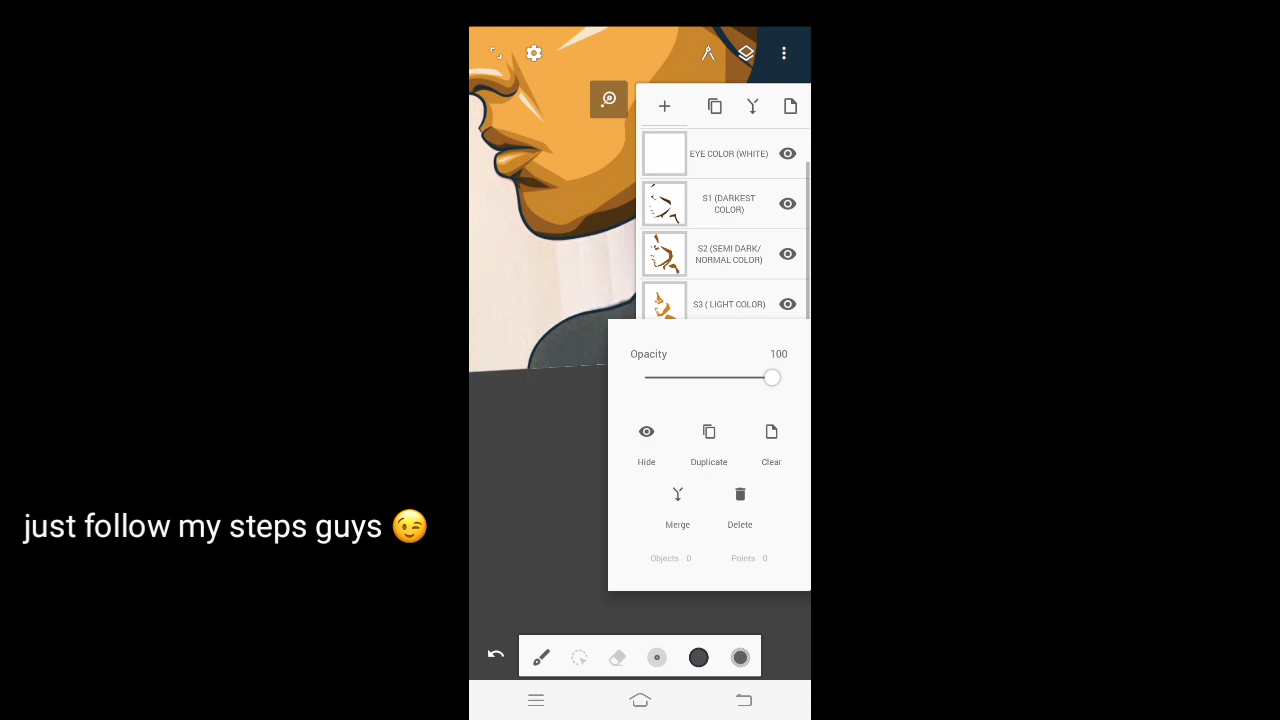 EYE COLOR (WHITE)
S1 (DARKEST
COLOR)
S2 (SEMI DARK/
NORMAL COLOR)
S3 ( LIGHT COLOR)
Opacity 100
Hide Duplicate Clear
Merge Delete
Objects 0 Points 0
just follow my steps guys 😉